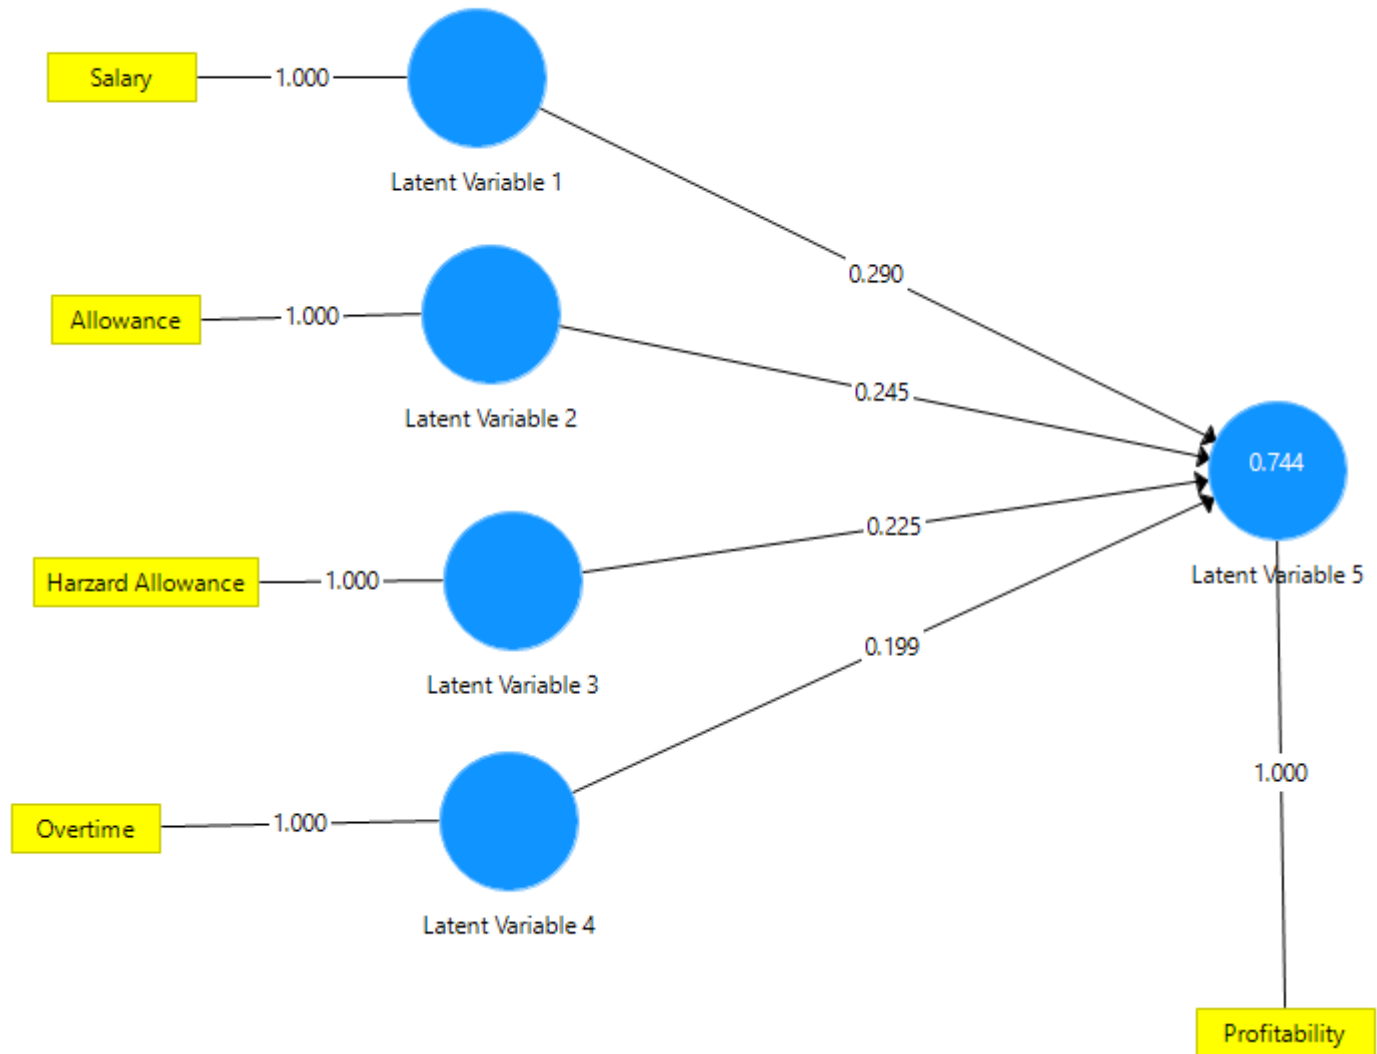 Salary
1.000
Latent Variable 1
0.290
Allowance
1.000
Latent Variable 2
0.245
0.744
Latent Variable 5
Harzard Allowance
1.000
0.225
Latent Variable 3
0.199
Overtime
1.000
Latent Variable 4
1.000
Profitability